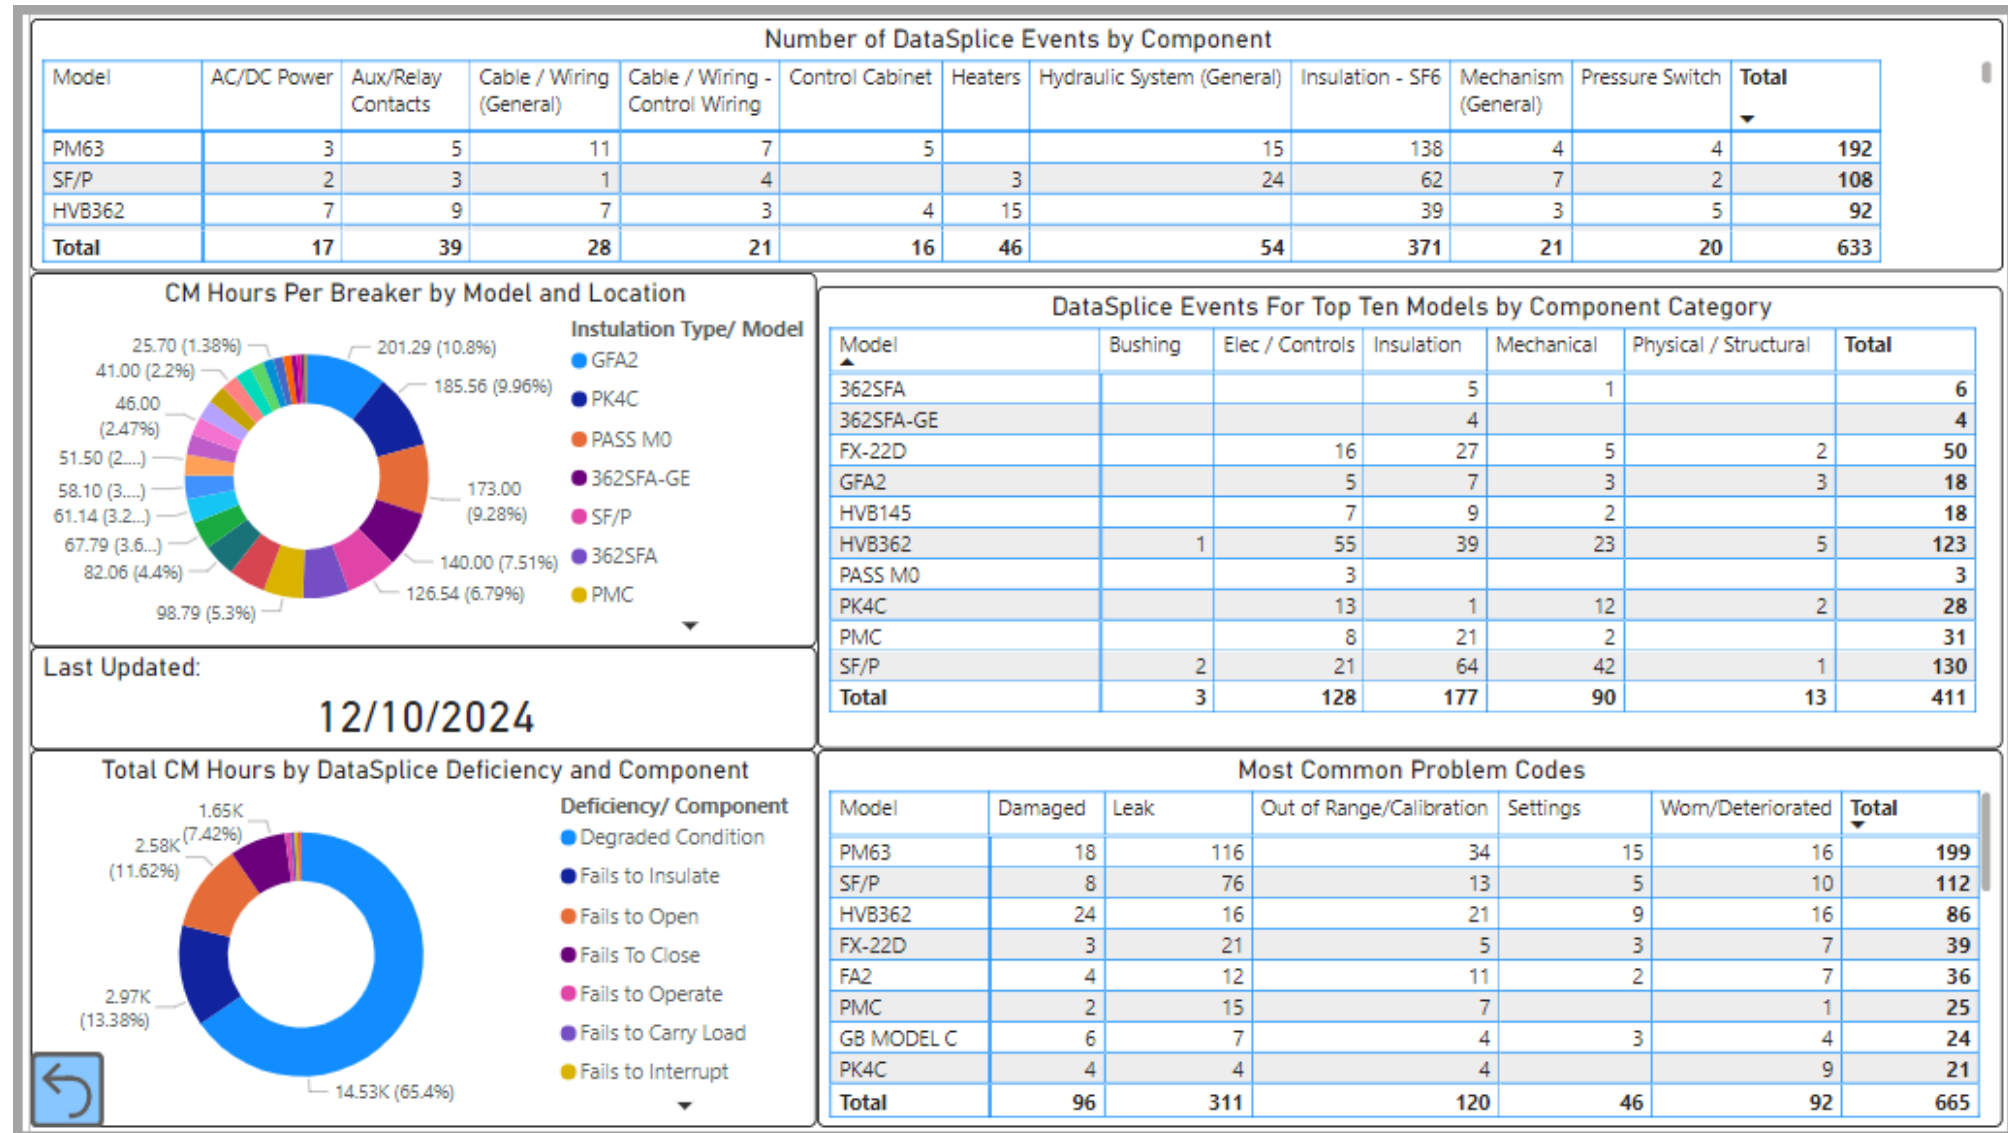 Number of DataSplice Events by Component
Model AC/DC Power Aux/Relay Contacts Cable / Wiring (General) Cable / Wiring - Control Wiring Control Cabinet Heaters Hydraulic System (General) Insulation - SF6 Mechanism (General) Pressure Switch Total
PM63 3 5 11 7 5 15 138 4 4 192
SF/P 2 3 1 4 3 24 62 7 2 108
HVB362 7 9 7 3 4 15 39 3 5 92
Total 17 39 28 21 16 46 54 371 21 20 633
CM Hours Per Breaker by Model and Location
Instulation Type/ Model
GFA2
PK4C
PASS M0
362SFA-GE
SF/P
362SFA
PMC
201.29 (10.8%)
185.56 (9.96%)
173.00
(9.28%)
140.00 (7.51%)
126.54 (6.79%)
98.79 (5.3%)
82.06 (4.4%)
67.79 (3.6...)
61.14 (3.2...)
58.10 (3....)
51.50 (2....)
46.00
(2.47%)
41.00 (2.2%)
25.70 (1.38%)
DataSplice Events For Top Ten Models by Component Category
Model Bushing Elec / Controls Insulation Mechanical Physical / Structural Total
362SFA 5 1 6
362SFA-GE 4 4
FX-22D 16 27 5 2 50
GFA2 5 7 3 3 18
HVB145 7 9 2 18
HVB362 1 55 39 23 5 123
PASS M0 3 3
PK4C 13 1 12 2 28
PMC 8 21 2 31
SF/P 2 21 64 42 1 130
Total 3 128 177 90 13 411
Last Updated:
12/10/2024
Total CM Hours by DataSplice Deficiency and Component
Deficiency/ Component
Degraded Condition
Fails to Insulate
Fails to Open
Fails To Close
Fails to Operate
Fails to Carry Load
Fails to Interrupt
1.65K
(7.42%)
2.58K
(11.62%)
2.97K
(13.38%)
14.53K (65.4%)
Most Common Problem Codes
Model Damaged Leak Out of Range/Calibration Settings Worn/Deteriorated Total
PM63 18 116 34 15 16 199
SF/P 8 76 13 5 10 112
HVB362 24 16 21 9 16 86
FX-22D 3 21 5 3 7 39
FA2 4 12 11 2 7 36
PMC 2 15 7 1 25
GB MODEL C 6 7 4 3 4 24
PK4C 4 4 4 9 21
Total 96 311 120 46 92 665